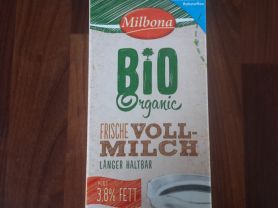 Milbona
BIO
Organic
FRISCHE VOLL-
MILCH
LÄNGER HALTBAR
3,8% FETT